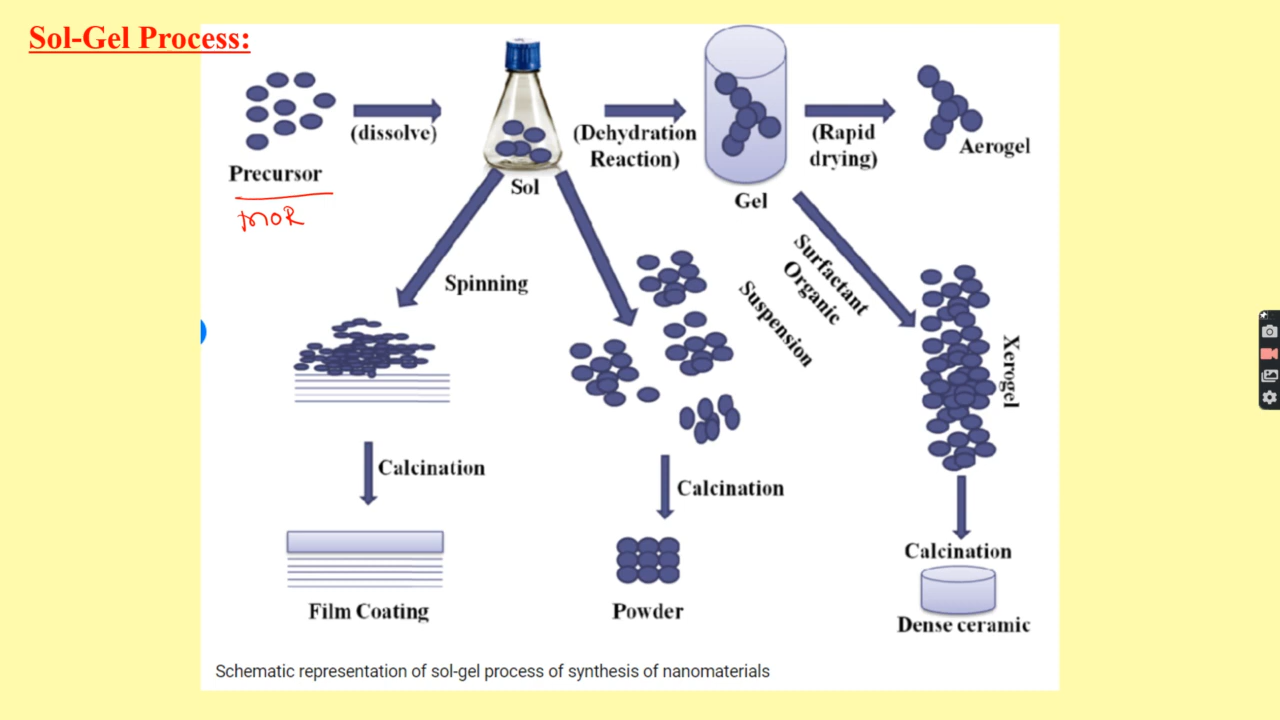 Sol-Gel Process:
Precursor
MOR
(dissolve)
Sol
(Dehydration
Reaction)
Gel
(Rapid
drying)
Aerogel
Spinning
Suspension
Surfactant
Organic
Xerogel
Calcination
Calcination
Calcination
Film Coating
Powder
Dense ceramic
Schematic representation of sol-gel process of synthesis of nanomaterials